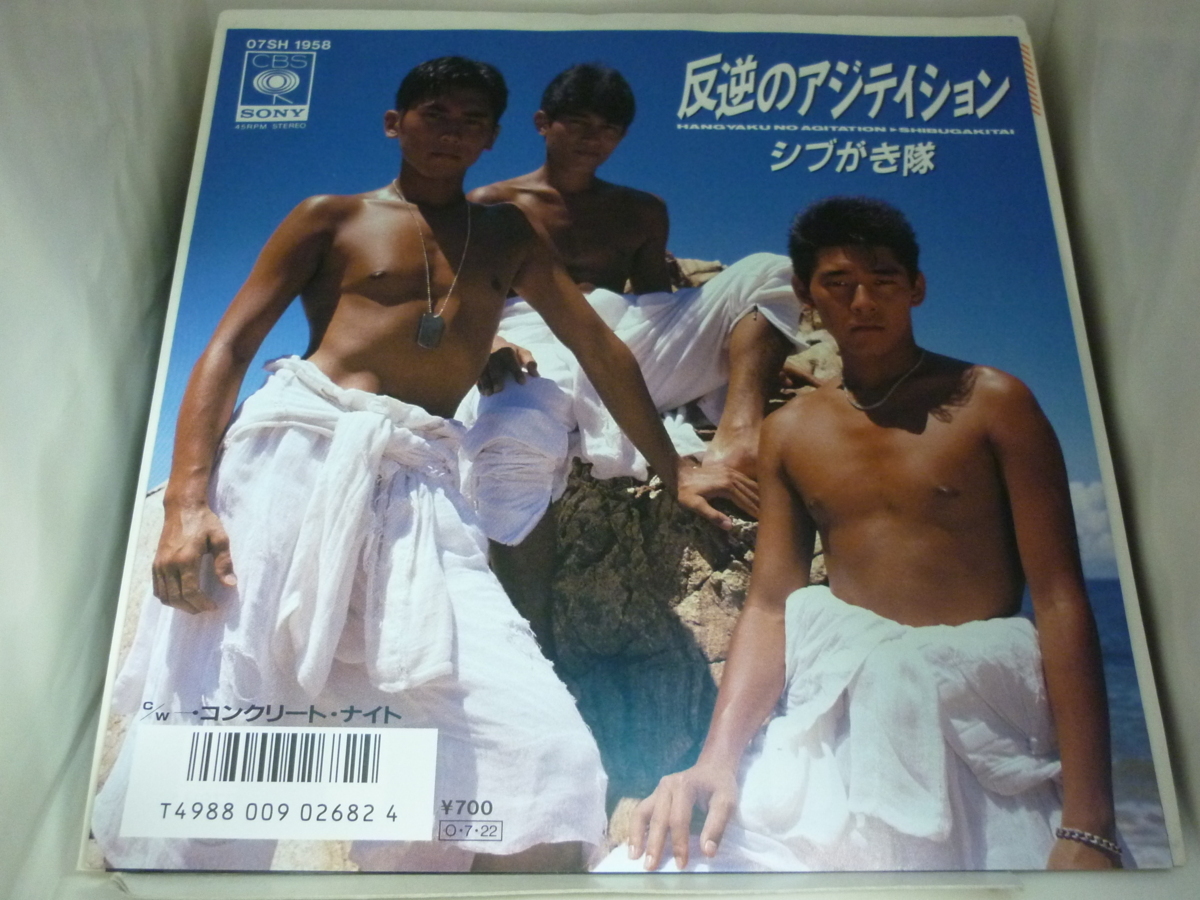 07SH 1958
CBS
SONY
45RPM STEREO
反逆のアジテイション
HANGYAKU NO AGITATION▶SHIBUGAKITAI
シブがき隊
C/W―・コンクリート・ナイト
T4988 009 02682 4
¥700
O・7・22